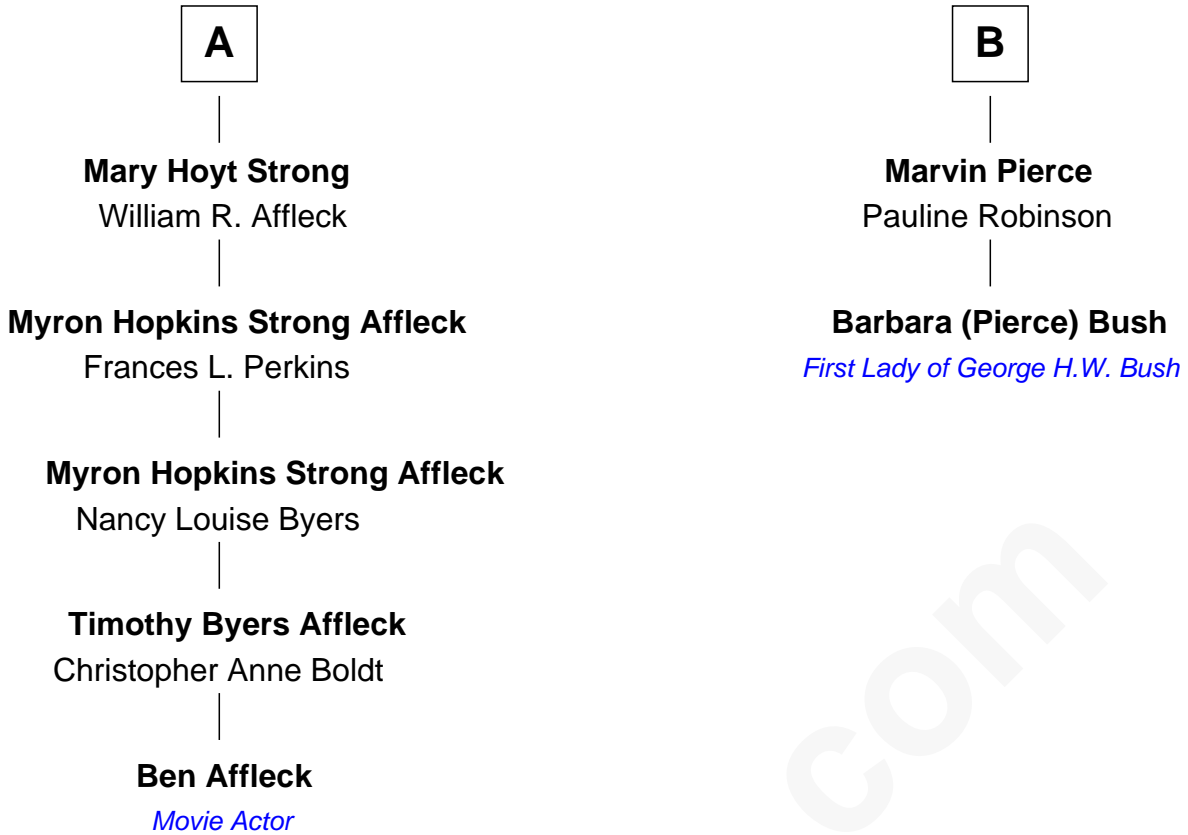 A
Mary Hoyt Strong
William R. Affleck
Myron Hopkins Strong Affleck
Frances L. Perkins
Myron Hopkins Strong Affleck
Nancy Louise Byers
Timothy Byers Affleck
Christopher Anne Boldt
Ben Affleck
Movie Actor
B
Marvin Pierce
Pauline Robinson
Barbara (Pierce) Bush
First Lady of George H.W. Bush
com